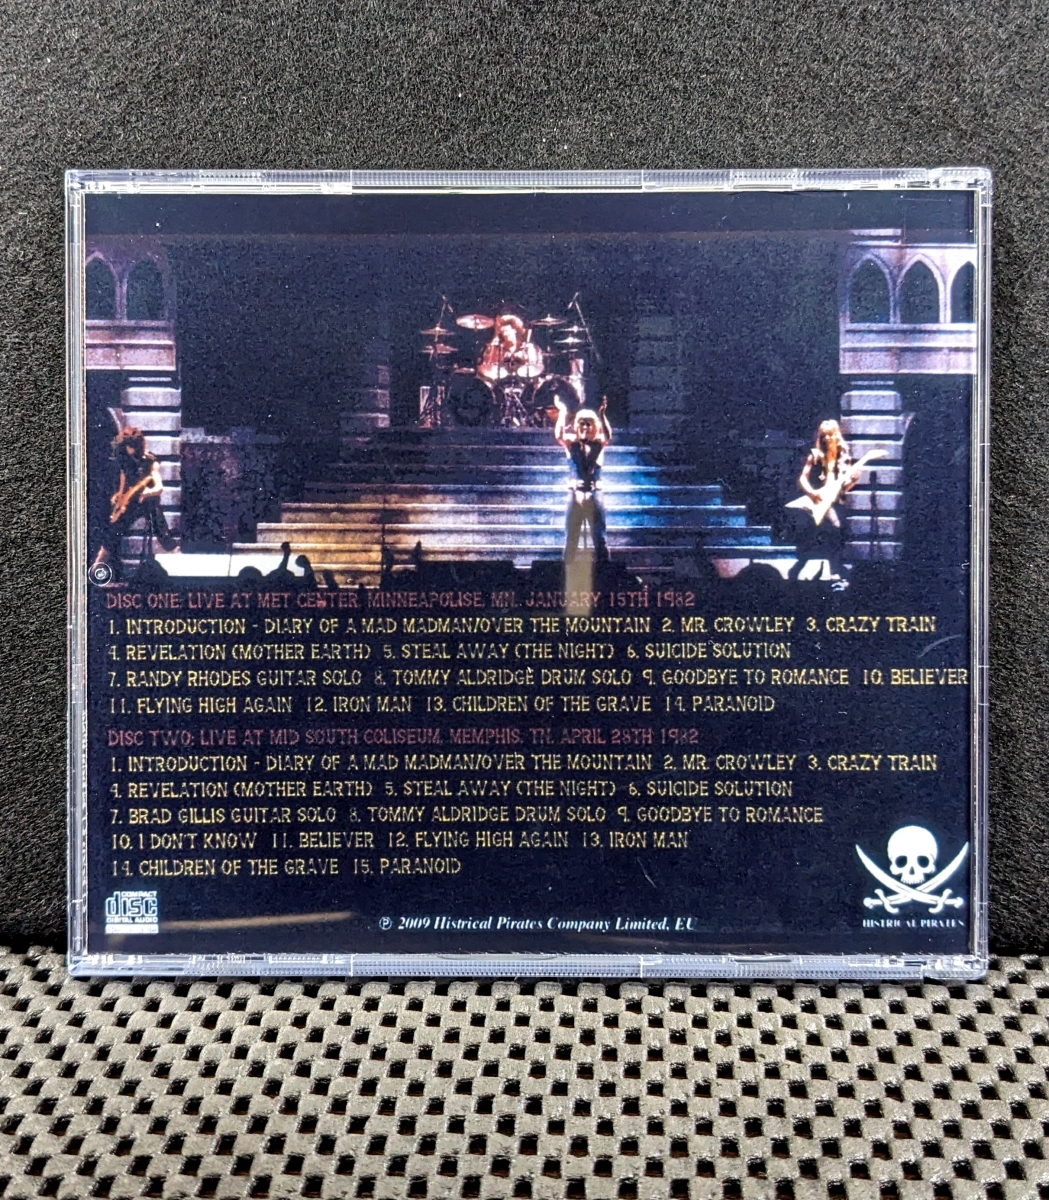 DISC ONE: LIVE AT MET CENTER, MINNEAPOLISE, MN. JANUARY 15TH 1982
1. INTRODUCTION - DIARY OF A MAD MADMAN/OVER THE MOUNTAIN 2. MR. CROWLEY 3. CRAZY TRAIN
4. REVELATION (MOTHER EARTH) 5. STEAL AWAY (THE NIGHT) 6. SUICIDE SOLUTION
7. RANDY RHODES GUITAR SOLO 8. TOMMY ALDRIDGE DRUM SOLO 9. GOODBYE TO ROMANCE 10. BELIEVER
11. FLYING HIGH AGAIN 12. IRON MAN 13. CHILDREN OF THE GRAVE 14. PARANOID
DISC TWO: LIVE AT MID SOUTH COLISEUM, MEMPHIS, TN. APRIL 28TH 1982
1. INTRODUCTION - DIARY OF A MAD MADMAN/OVER THE MOUNTAIN 2. MR. CROWLEY 3. CRAZY TRAIN
4. REVELATION (MOTHER EARTH) 5. STEAL AWAY (THE NIGHT) 6. SUICIDE SOLUTION
7. BRAD GILLIS GUITAR SOLO 8. TOMMY ALDRIDGE DRUM SOLO 9. GOODBYE TO ROMANCE
10. I DON'T KNOW 11. BELIEVER 12. FLYING HIGH AGAIN 13. IRON MAN
14. CHILDREN OF THE GRAVE 15. PARANOID
COMPACT
disc
DIGITAL AUDIO
℗ 2009 Histrical Pirates Company Limited, EU
HISTRICAL PIRATES